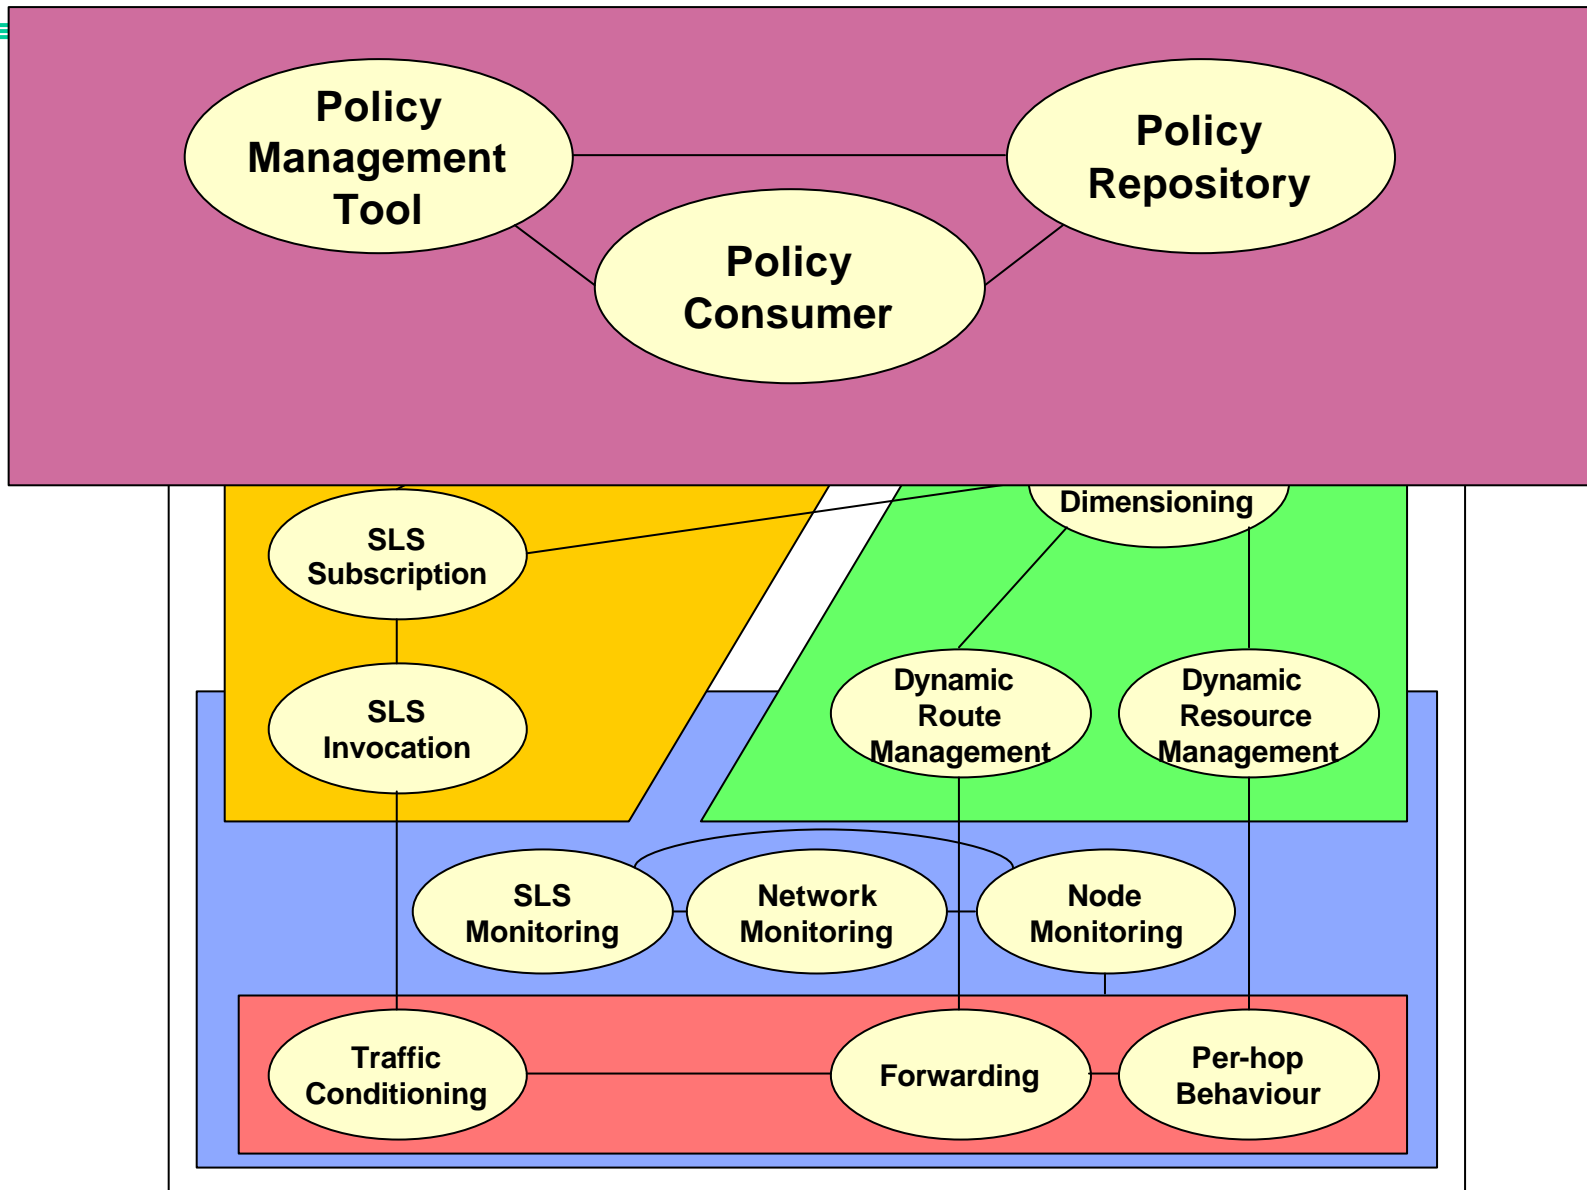 Policy
Management
Tool
Policy
Repository
Policy
Consumer
Dimensioning
SLS
Subscription
SLS
Invocation
Dynamic
Route
Management
Dynamic
Resource
Management
SLS
Monitoring
Network
Monitoring
Node
Monitoring
Traffic
Conditioning
Forwarding
Per-hop
Behaviour